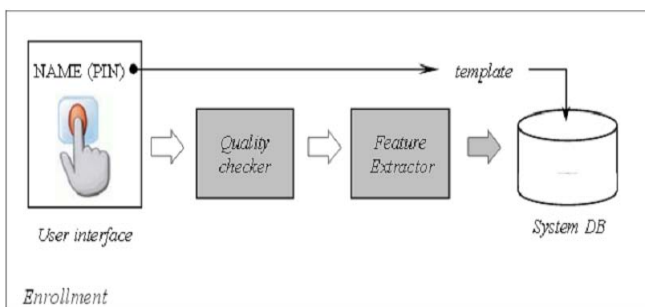 NAME (PIN)
template
Quality
checker
Feature
Extractor
User interface
System DB
Enrollment